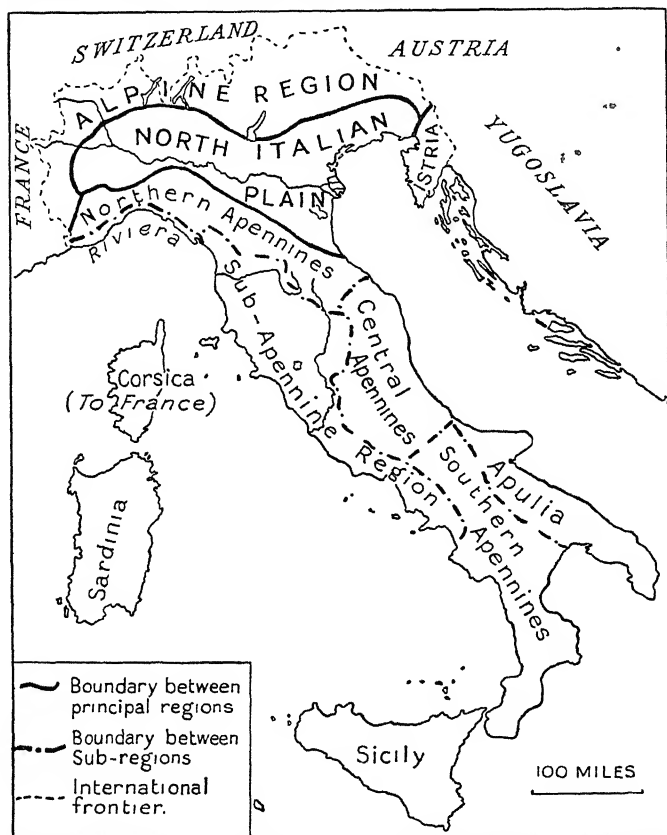 SWITZERLAND
AUSTRIA
ALPINE REGION
NORTH ITALIAN
PLAIN
ISTRIA
YUGOSLAVIA
FRANCE
Northern Apennines
Riviera
Sub-Apennine Region
Central
Apennines
Corsica
(To France)
Southern
Apennines
Apulia
Sardinia
Sicily
Boundary between
principal regions
Boundary between
Sub-regions
International
frontier.
100 MILES